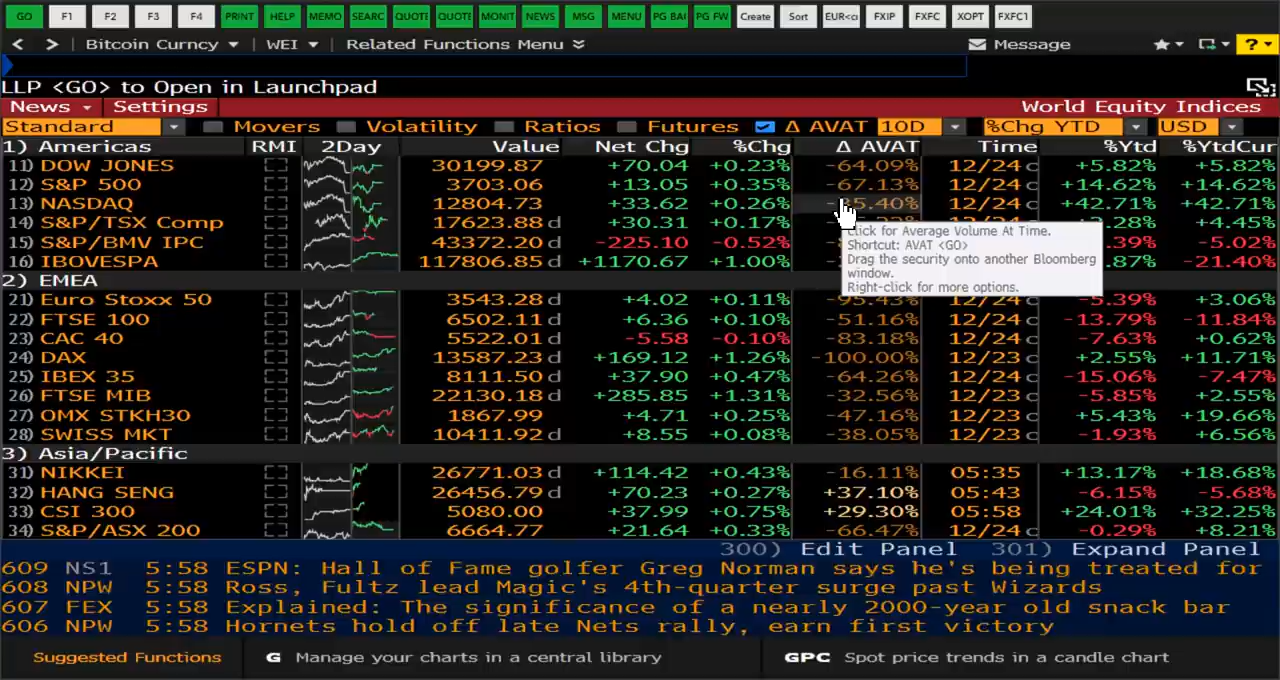 GO F1 F2 F3 F4 PRINT HELP MEMO SEARC QUOTE QUOTE MONIT NEWS MSG MENU PG BA PG FW Create Sort EUR<cu FXIP FXFC XOPT FXFC1
< > Bitcoin Curncy WEI Related Functions Menu Message ?
LLP <GO> to Open in Launchpad
News Settings World Equity Indices
Standard Movers Volatility Ratios Futures Δ AVAT 10D %Chg YTD USD
1) Americas RMI 2Day Value Net Chg %Chg Δ AVAT Time %Ytd %YtdCur
11) DOW JONES 30199.87 +70.04 +0.23% -64.09% 12/24 c +5.82% +5.82%
12) S&P 500 3703.06 +13.05 +0.35% -67.13% 12/24 c +14.62% +14.62%
13) NASDAQ 12804.73 +33.62 +0.26% 12/24 c +42.71% +42.71%
14) S&P/TSX Comp 17623.88 d +30.31 +0.17% +4.45%
15) S&P/BMV IPC 43372.20 d -225.10 -0.52% -5.02%
16) IBOVESPA 117806.85 d +1170.67 +1.00% -21.40%
Click for Average Volume At Time.
Shortcut: AVAT <GO>
Drag the security onto another Bloomberg
window.
Right-click for more options.
2) EMEA
21) Euro Stoxx 50 3543.28 d +4.02 +0.11% -95.43% 12/24 c -5.39% +3.06%
22) FTSE 100 6502.11 d +6.36 +0.10% -51.16% 12/24 c -13.79% -11.84%
23) CAC 40 5522.01 d -5.58 -0.10% -83.18% 12/24 c -7.63% +0.62%
24) DAX 13587.23 d +169.12 +1.26% -100.00% 12/23 c +2.55% +11.71%
25) IBEX 35 8111.50 d +37.90 +0.47% -64.26% 12/24 c -15.06% -7.47%
26) FTSE MIB 22130.18 d +285.85 +1.31% -32.56% 12/23 c -5.85% +2.55%
27) OMX STKH30 1867.99 +4.71 +0.25% -47.16% 12/23 c +5.43% +19.66%
28) SWISS MKT 10411.92 d +8.55 +0.08% -38.05% 12/23 c -1.93% +6.56%
3) Asia/Pacific
31) NIKKEI 26771.03 d +114.42 +0.43% -16.11% 05:35 +13.17% +18.68%
32) HANG SENG 26456.79 d +70.23 +0.27% +37.10% 05:43 -6.15% -5.68%
33) CSI 300 5080.00 +37.99 +0.75% +29.30% 05:58 +24.01% +32.25%
34) S&P/ASX 200 6664.77 +21.64 +0.33% -66.47% 12/24 c -0.29% +8.21%
300) Edit Panel 301) Expand Panel
609 NS1 5:58 ESPN: Hall of Fame golfer Greg Norman says he's being treated for
608 NPW 5:58 Ross, Fultz lead Magic's 4th-quarter surge past Wizards
607 FEX 5:58 Explained: The significance of a nearly 2000-year old snack bar
606 NPW 5:58 Hornets hold off late Nets rally, earn first victory
Suggested Functions G Manage your charts in a central library GPC Spot price trends in a candle chart